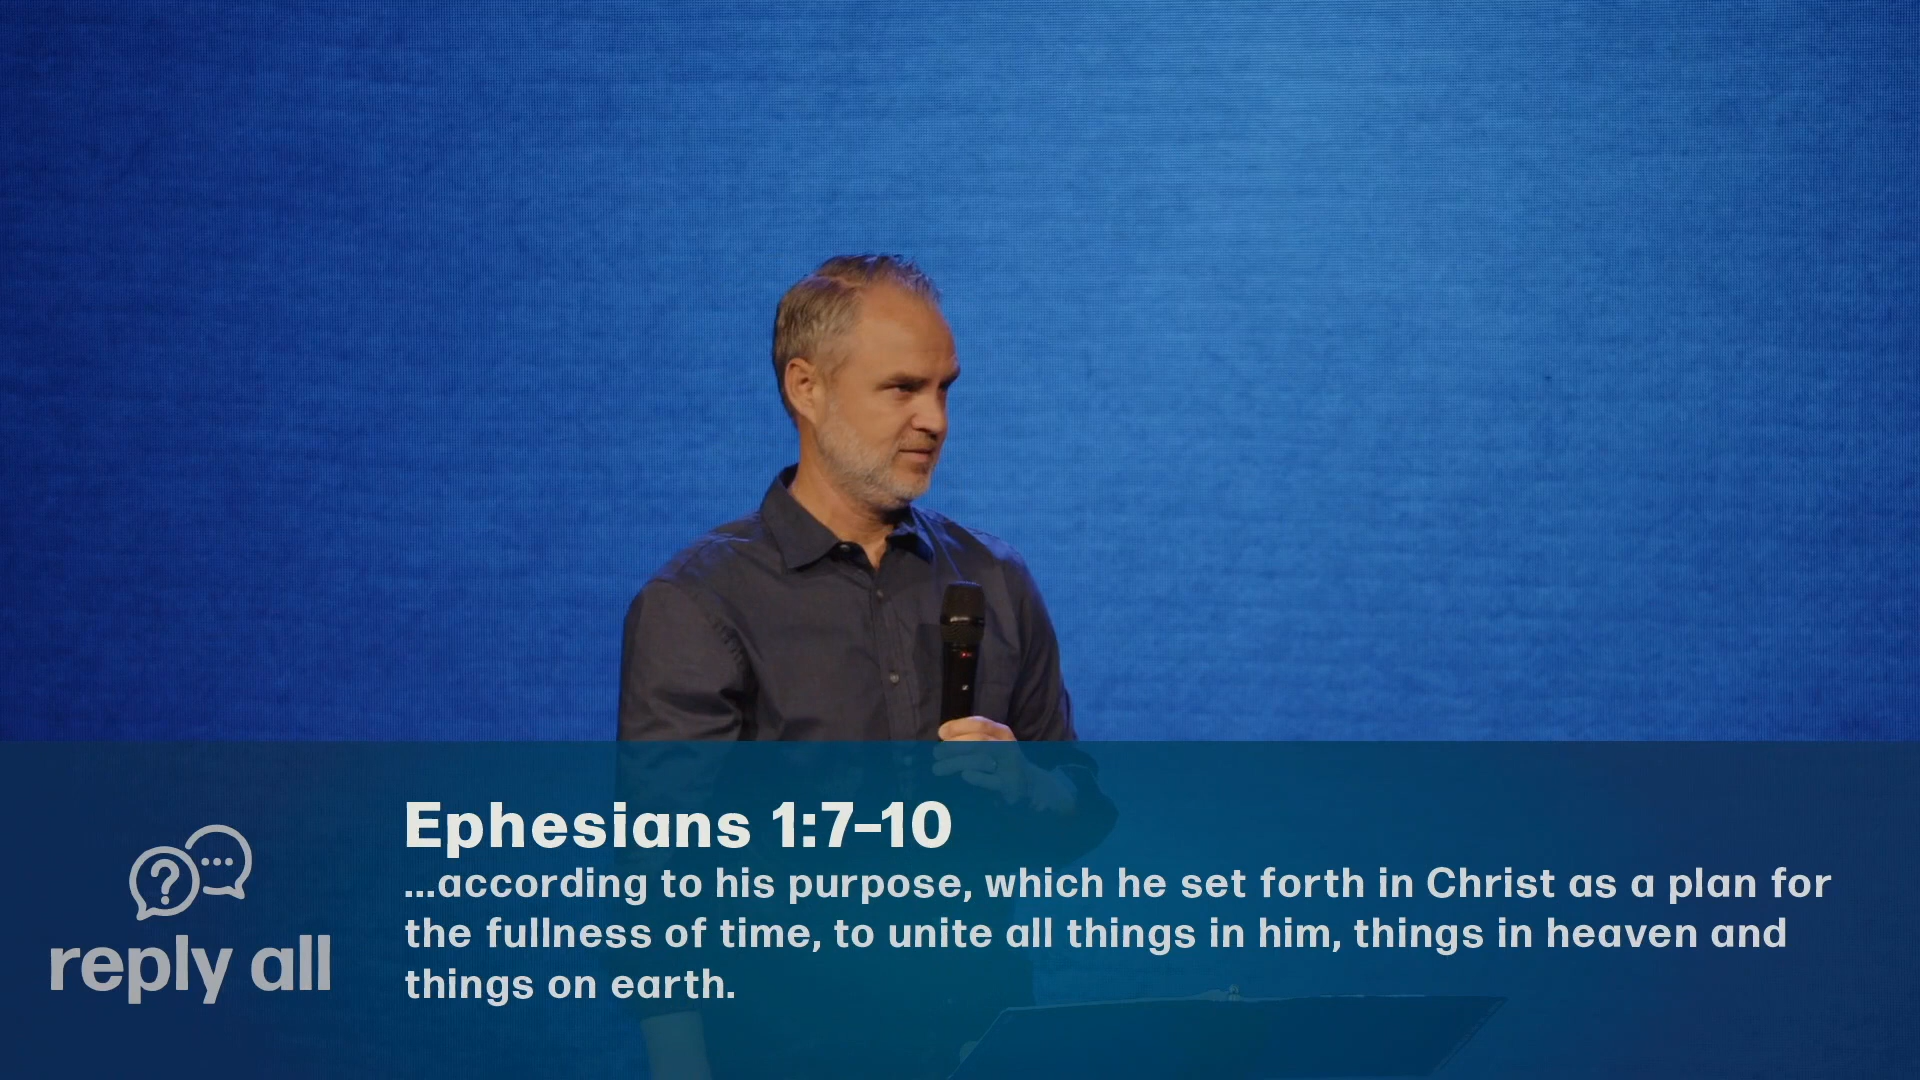 Ephesians 1:7–10
...according to his purpose, which he set forth in Christ as a plan for
the fullness of time, to unite all things in him, things in heaven and
things on earth.
?
reply all